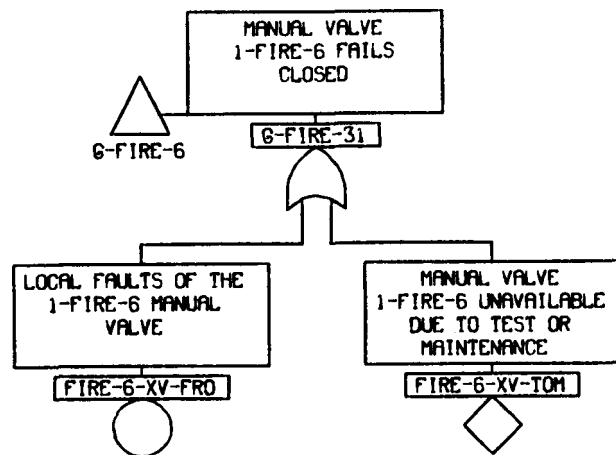 MANUAL VALVE
1-FIRE-6 FAILS
CLOSED
G-FIRE-6
G-FIRE-31
LOCAL FAULTS OF THE
1-FIRE-6 MANUAL
VALVE
FIRE-6-XV-FRO
MANUAL VALVE
1-FIRE-6 UNAVAILABLE
DUE TO TEST OR
MAINTENANCE
FIRE-6-XV-TOM